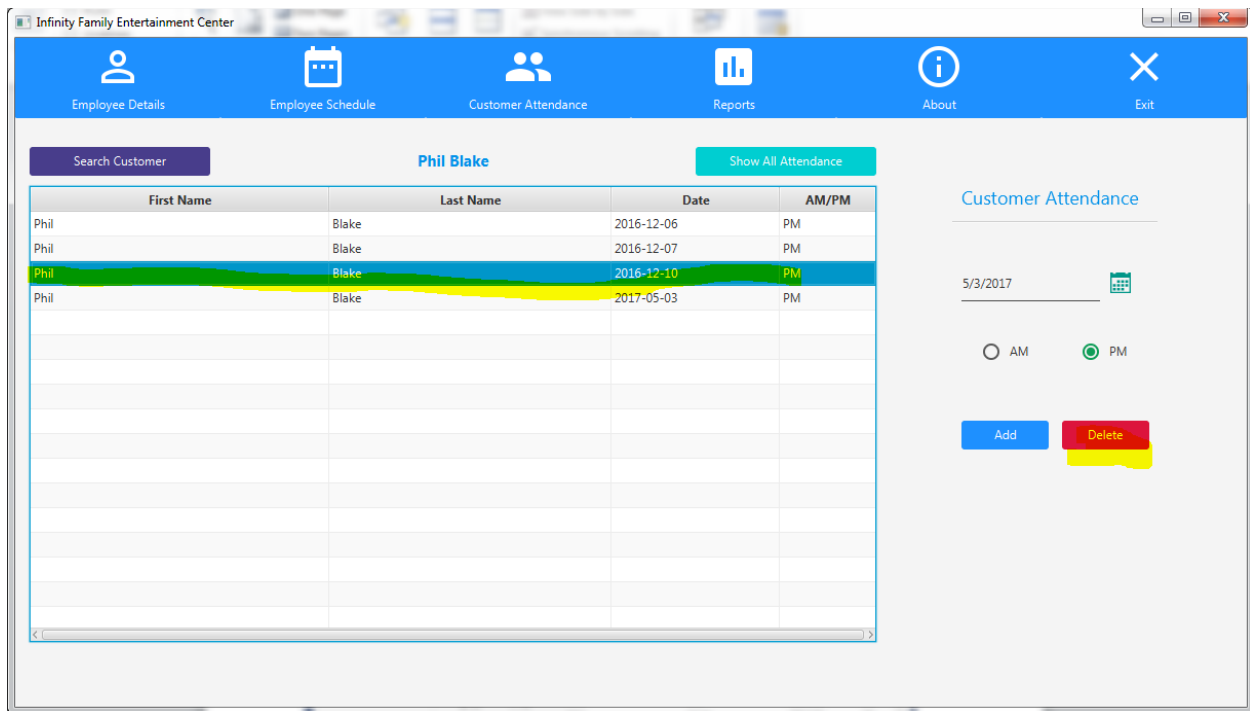 Infinity Family Entertainment Center
Employee Details Employee Schedule Customer Attendance Reports About Exit
Search Customer Phil Blake Show All Attendance
First Name Last Name Date AM/PM
Customer Attendance
Phil Blake 2016-12-06 PM
Phil Blake 2016-12-07 PM
Phil Blake 2016-12-10 PM
5/3/2017
Phil Blake 2017-05-03 PM
AM PM
Add Delete